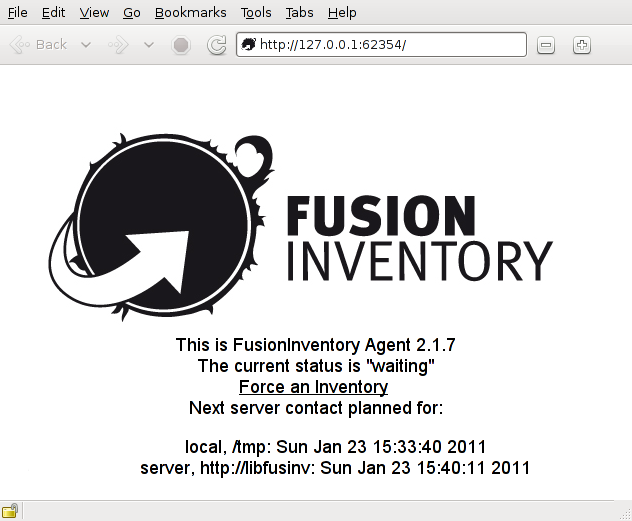 File Edit View Go Bookmarks Tools Tabs Help
Back http://127.0.0.1:62354/
FUSION
INVENTORY
This is FusionInventory Agent 2.1.7
The current status is "waiting"
Force an Inventory
Next server contact planned for:
local, /tmp: Sun Jan 23 15:33:40 2011
server, http://libfusinv: Sun Jan 23 15:40:11 2011